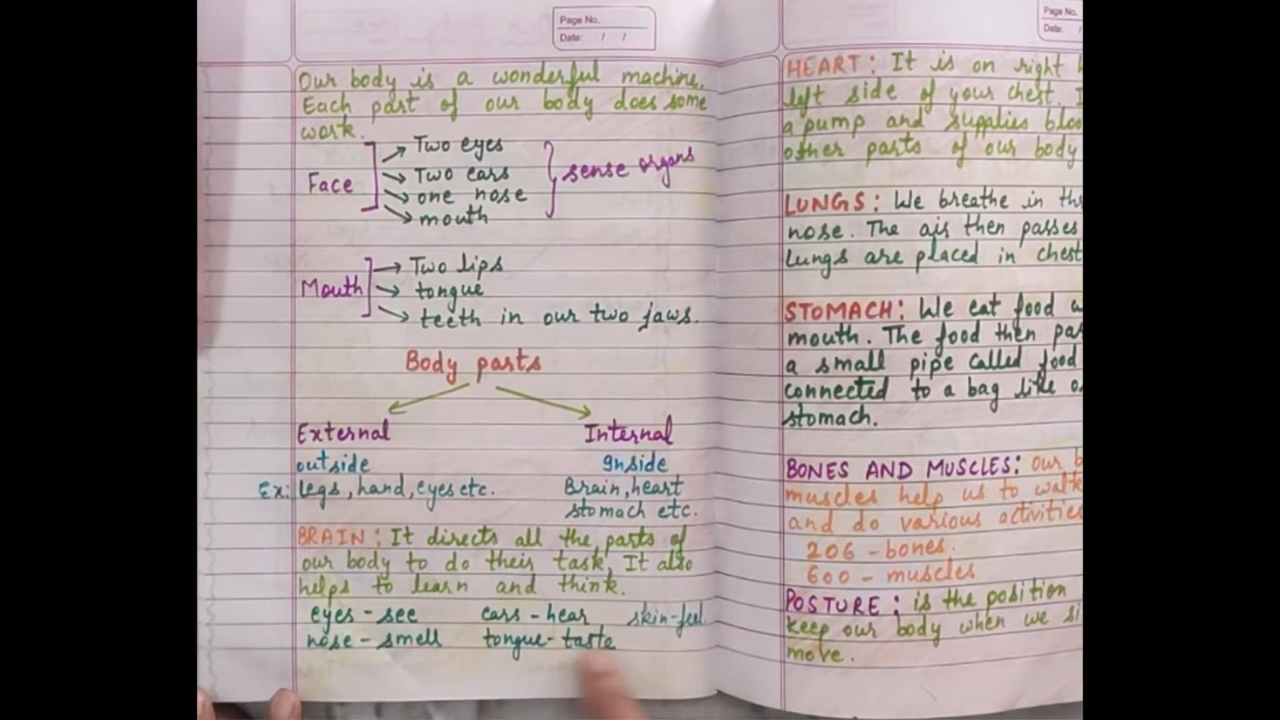 Page No.
Date: / /
Our body is a wonderful machine.
Each part of our body does some
work.
Face
Two eyes
Two ears
one nose
mouth
sense organs
Mouth
Two lips
tongue
teeth in our two jaws.
Body parts
External
outside
Ex: legs, hand, eyes etc.
Internal
Inside
Brain, heart
stomach etc.
BRAIN: It directs all the parts of
our body to do their task. It also
helps to learn and think.
eyes - see ears - hear skin - feel
nose - smell tongue - taste
Page No.
Date:
HEART: It is on right
left side of your chest.
a pump and supplies
other parts of our body
LUNGS: We breathe in
nose. The air then passes
lungs are placed in chest
STOMACH: We eat food
mouth. The food then
a small pipe called food
connected to a bag like
stomach.
BONES AND MUSCLES: Our
muscles help us to walk
and do various activities
206 - bones.
600 - muscles
POSTURE: is the position
keep our body when we
move.